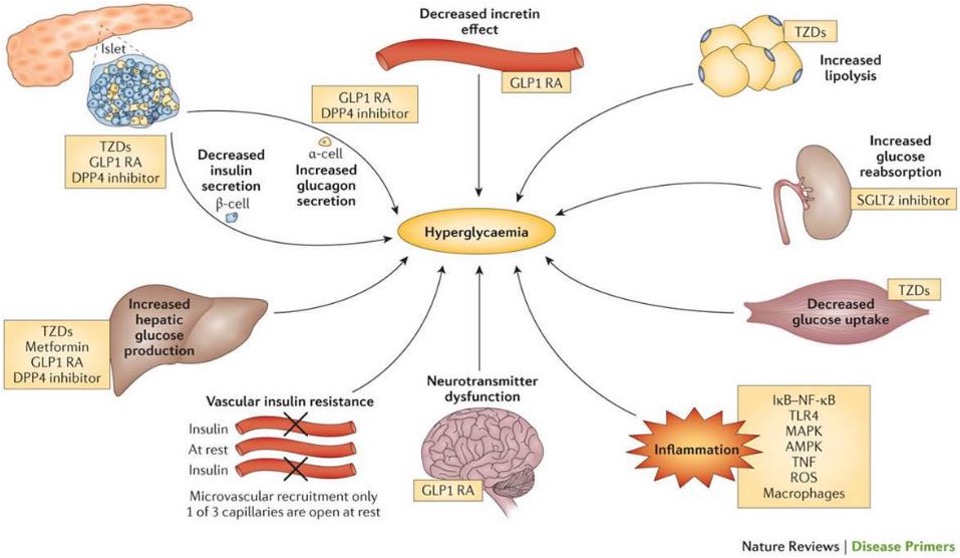 Islet
TZDs
GLP1 RA
DPP4 inhibitor
Decreased
insulin
secretion
β-cell
GLP1 RA
DPP4 inhibitor
α-cell
Increased
glucagon
secretion
Decreased incretin
effect
GLP1 RA
TZDs
Increased
lipolysis
Increased
glucose
reabsorption
SGLT2 inhibitor
Hyperglycaemia
TZDs
Decreased
glucose uptake
Increased
hepatic
glucose
production
TZDs
Metformin
GLP1 RA
DPP4 inhibitor
Vascular insulin resistance
Insulin
At rest
Insulin
Microvascular recruitment only
1 of 3 capillaries are open at rest
Neurotransmitter
dysfunction
GLP1 RA
Inflammation
IκB–NF-κB
TLR4
MAPK
AMPK
TNF
ROS
Macrophages
Nature Reviews | Disease Primers